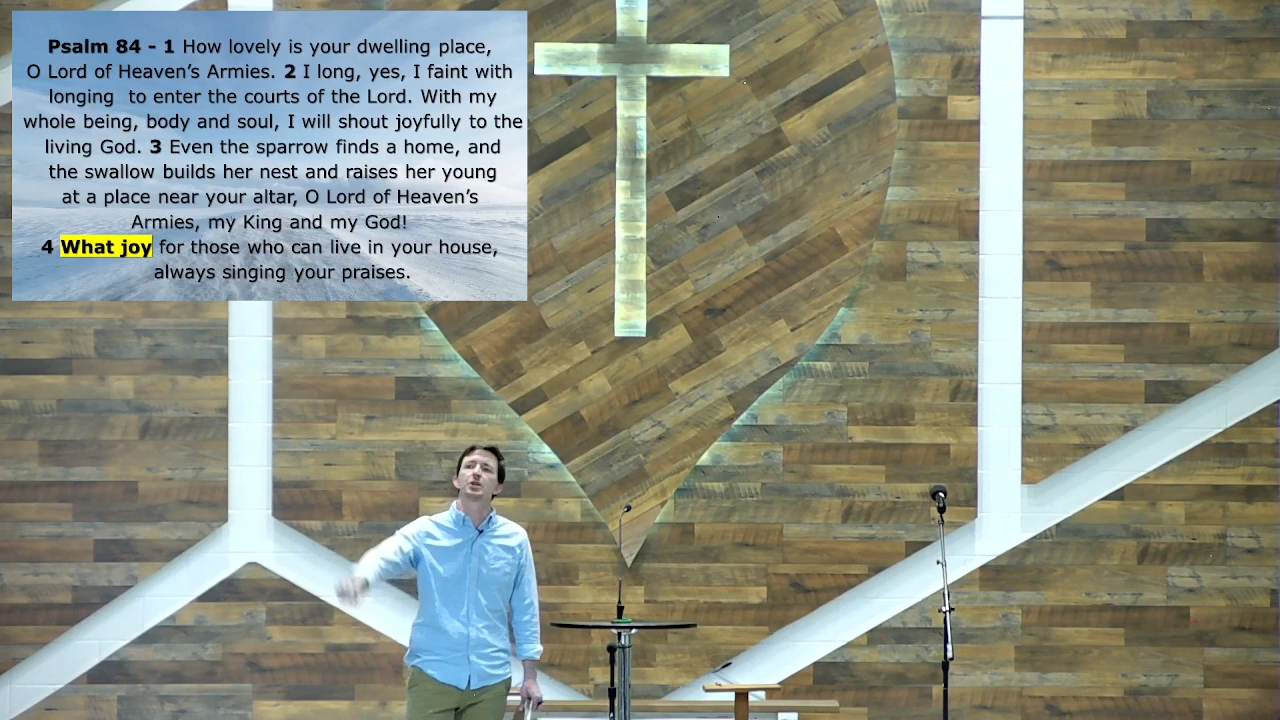 Psalm 84 - 1 How lovely is your dwelling place,
O Lord of Heaven’s Armies. 2 I long, yes, I faint with
longing to enter the courts of the Lord. With my
whole being, body and soul, I will shout joyfully to the
living God. 3 Even the sparrow finds a home, and
the swallow builds her nest and raises her young
at a place near your altar, O Lord of Heaven’s
Armies, my King and my God!
4 What joy for those who can live in your house,
always singing your praises.